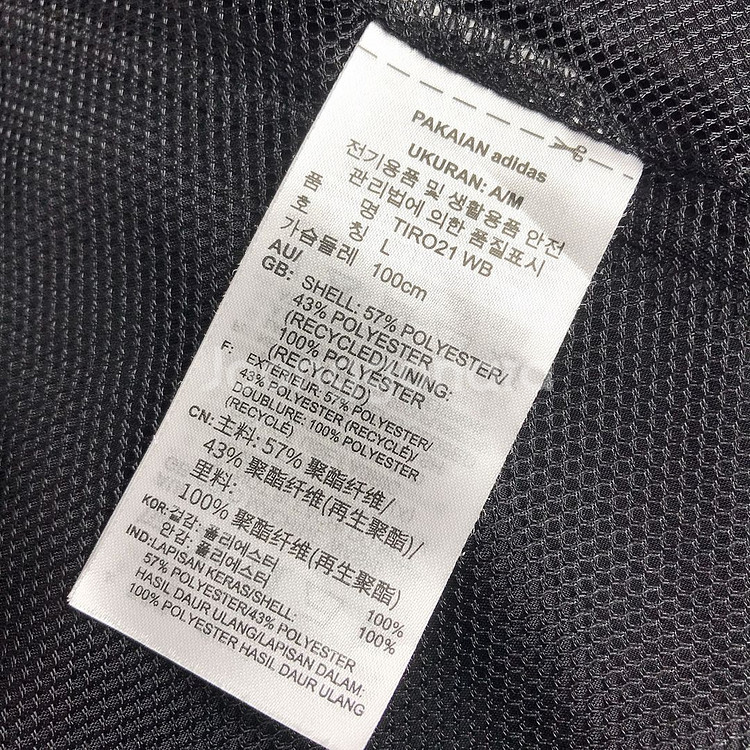 PAKAIAN adidas
UKURAN: A/M
전기용품 및 생활용품 안전
관리법에 의한 품질표시
품 명 TIRO21 WB
호 칭 L
가슴둘레 100cm
AU/
GB: SHELL: 57% POLYESTER/
43% POLYESTER
(RECYCLED)/LINING:
100% POLYESTER
(RECYCLED)
F: EXTÉRIEUR: 57% POLYESTER/
43% POLYESTER (RECYCLÉ)/
DOUBLURE: 100% POLYESTER
(RECYCLÉ)
CN: 主料: 57% 聚酯纤维/
43% 聚酯纤维(再生聚酯)/
里料:
100% 聚酯纤维(再生聚酯)
KOR:겉감: 폴리에스터 100%
안감: 폴리에스터 100%
IND:LAPISAN KERAS/SHELL:
57% POLYESTER/43% POLYESTER
HASIL DAUR ULANG/LAPISAN DALAM:
100% POLYESTER HASIL DAUR ULANG